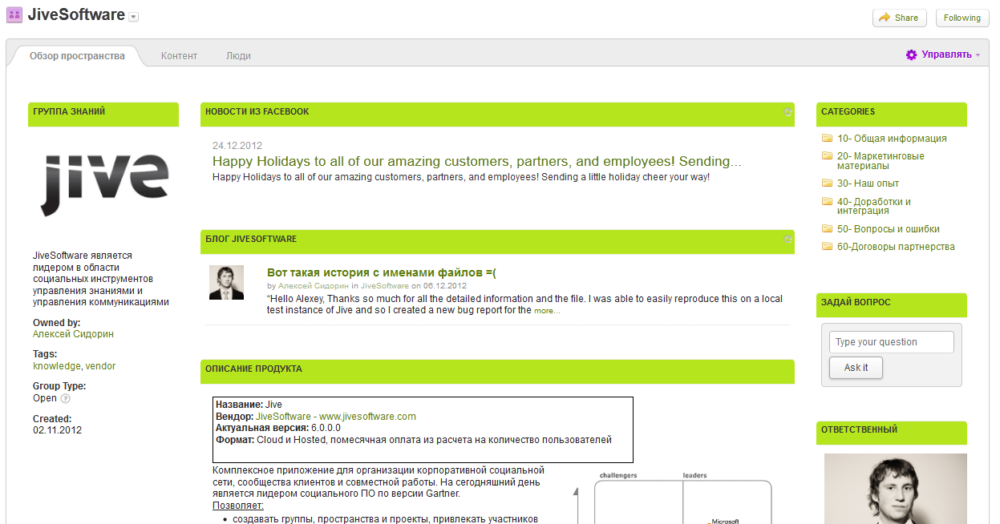 JiveSoftware
Share
Following
Обзор пространства
Контент
Люди
Управлять
ГРУППА ЗНАНИЙ
jive
JiveSoftware является
лидером в области
социальных инструментов
управления знаниями и
управления коммуникациями
Owned by:
Алексей Сидорин
Tags:
knowledge, vendor
Group Type:
Open ?
Created:
02.11.2012
НОВОСТИ ИЗ FACEBOOK
24.12.2012
Happy Holidays to all of our amazing customers, partners, and employees! Sending...
Happy Holidays to all of our amazing customers, partners, and employees! Sending a little holiday cheer your way!
БЛОГ JIVESOFTWARE
Вот такая история с именами файлов =(
by Алексей Сидорин in JiveSoftware on 06.12.2012
“Hello Alexey, Thanks so much for all the detailed information and the file. I was able to easily reproduce this on a local
test instance of Jive and so I created a new bug report for the more...
ОПИСАНИЕ ПРОДУКТА
Название: Jive
Вендор: JiveSoftware - www.jivesoftware.com
Актуальная версия: 6.0.0.0
Формат: Cloud и Hosted, помесячная оплата из расчета на количество пользователей
Комплексное приложение для организации корпоративной социальной
сети, сообщества клиентов и совместной работы. На сегодняшний день
является лидером социального ПО по версии Gartner.
Позволяет:
• создавать группы, пространства и проекты, привлекать участников
challengers
leaders
Microsoft
CATEGORIES
10- Общая информация
20- Маркетинговые
материалы
30- Наш опыт
40- Доработки и
интеграция
50- Вопросы и ошибки
60-Договоры партнерства
ЗАДАЙ ВОПРОС
Type your question
Ask it
ОТВЕТСТВЕННЫЙ